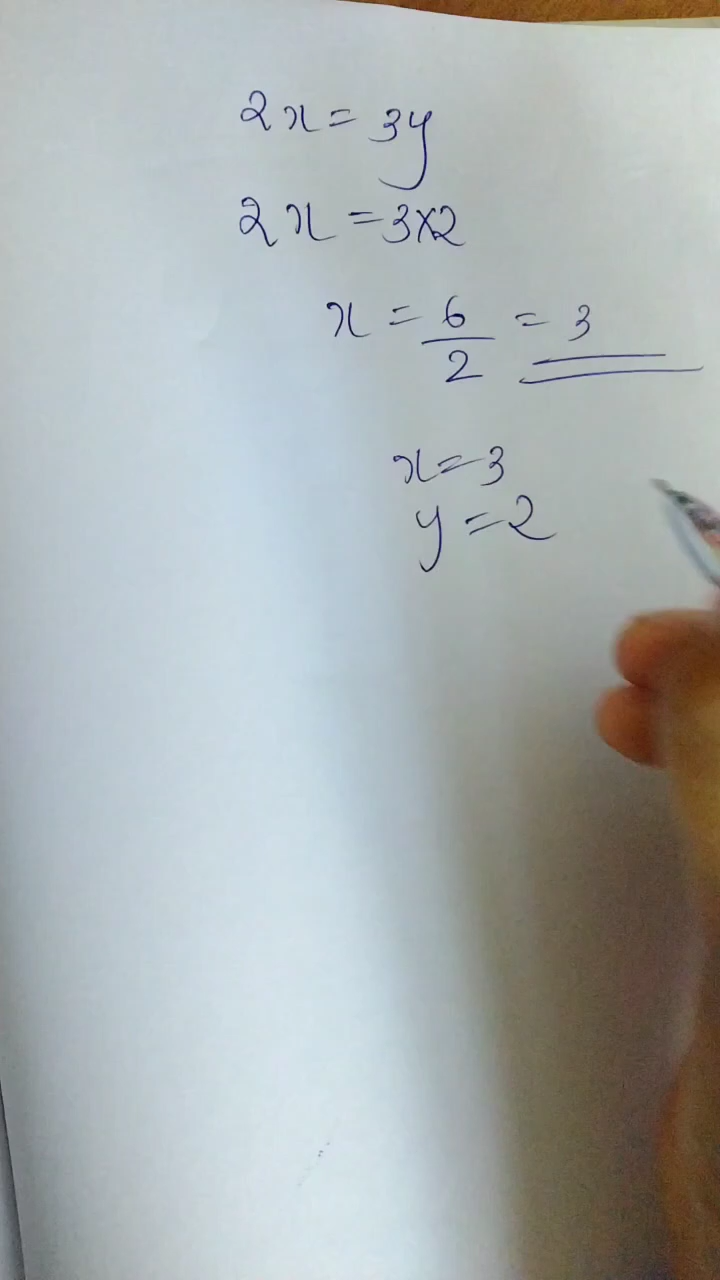 2x = 3y
2x = 3×2
x = 6/2 = 3
x = 3
y = 2